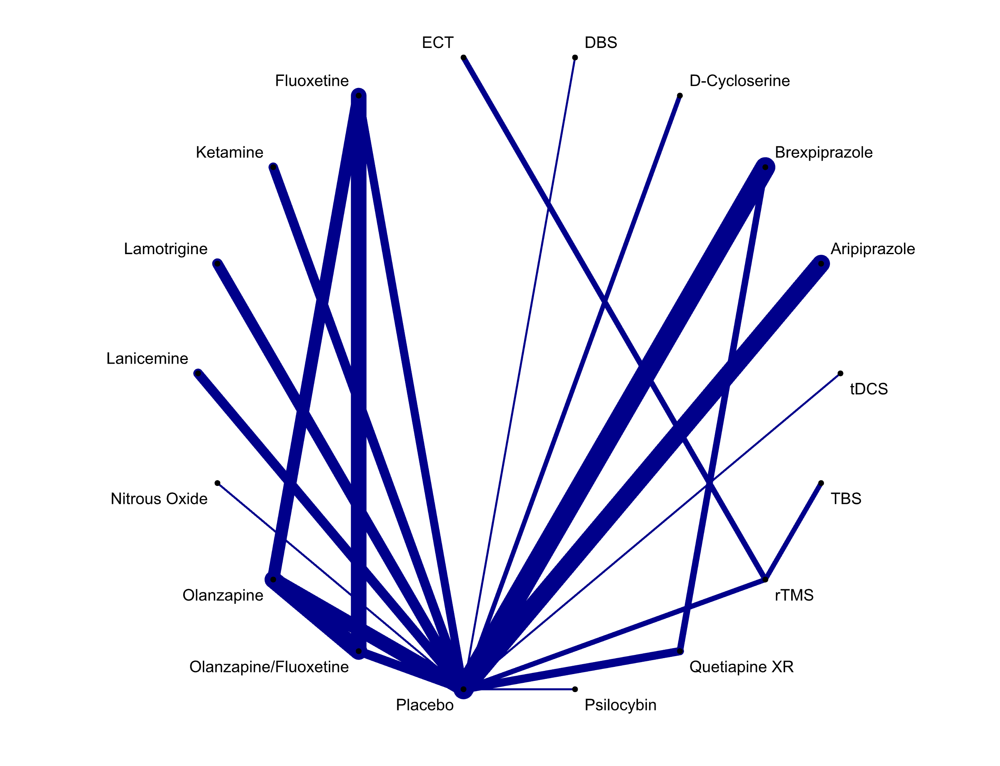 ECT
DBS
Fluoxetine
D-Cycloserine
Ketamine
Brexpiprazole
Lamotrigine
Aripiprazole
Lanicemine
tDCS
Nitrous Oxide
TBS
Olanzapine
rTMS
Olanzapine/Fluoxetine
Quetiapine XR
Placebo
Psilocybin